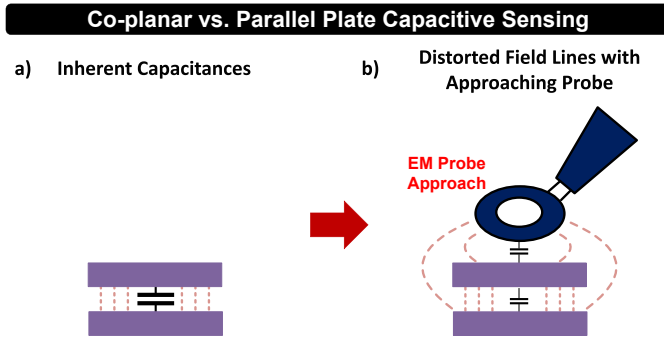 Co-planar vs. Parallel Plate Capacitive Sensing
a) Inherent Capacitances
b) Distorted Field Lines with
Approaching Probe
EM Probe
Approach